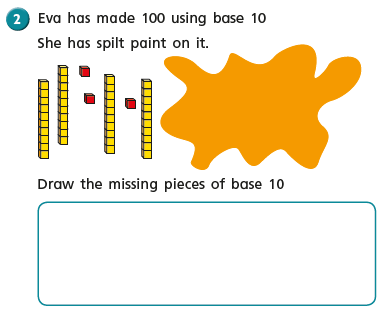 2 Eva has made 100 using base 10
She has spilt paint on it.
Draw the missing pieces of base 10